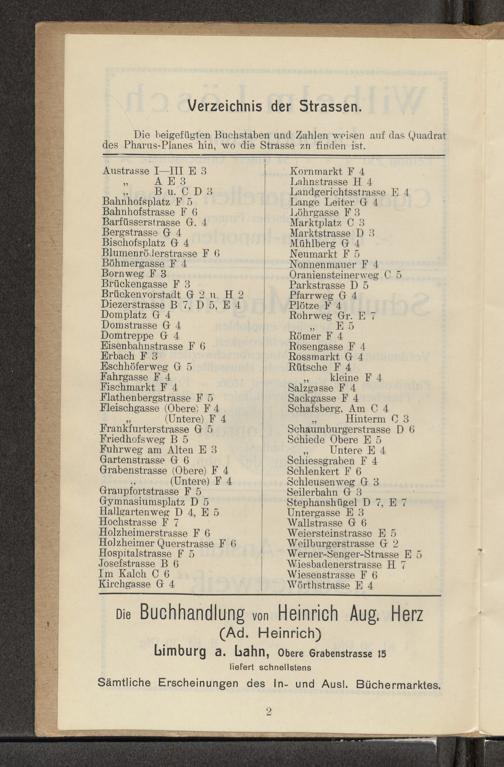 Verzeichnis der Strassen.
Die beigefügten Buchstaben und Zahlen weisen auf das Quadrat
des Pharus-Planes hin, wo die Strasse zu finden ist.
Austrasse I—III E 3
„ A E 3
„ B u. C D 3
Bahnhofsplatz F 5
Bahnhofstrasse F 6
Barfüsserstrasse G. 4
Bergstrasse G 4
Bischofsplatz G 4
Blumenröderstrasse F 6
Böhmergasse F 4
Bornweg F 3
Brückengasse F 3
Brückenvorstadt G 2 u. H 2
Diezerstrasse B 7, D 5, E 4
Domplatz G 4
Domstrasse G 4
Domtreppe G 4
Eisenbahnstrasse F 6
Erbach F 3
Eschhöferweg G 5
Fahrgasse F 4
Fischmarkt F 4
Flathenbergstrasse F 5
Fleischgasse (Obere) F 4
„ (Untere) F 4
Frankfurterstrasse G 5
Friedhofsweg B 5
Fuhrweg am Alten E 3
Gartenstrasse G 6
Grabenstrasse (Obere) F 4
„ (Untere) F 4
Graupfortstrasse F 5
Gymnasiumsplatz D 5
Hallgartenweg D 4, E 5
Hochstrasse F 7
Holzheimerstrasse F 6
Holzheimer Querstrasse F 6
Hospitalstrasse F 5
Josefstrasse B 6
Im Kalch C 6
Kirchgasse G 4
Kornmarkt F 4
Lahnstrasse H 4
Landgerichtsstrasse E 4
Lange Leiter G 4
Löhrgasse F 3
Marktplatz C 3
Marktstrasse D 3
Mühlberg G 4
Neumarkt F 5
Nonnenmauer F 4
Oraniensteinerweg C 5
Parkstrasse D 5
Pfarrweg G 4
Plötze F 4
Rohrweg Gr. E 7
„ E 5
Römer F 4
Rosengasse F 4
Rossmarkt G 4
Rütsche F 4
„ kleine F 4
Salzgasse F 4
Sackgasse F 4
Schafsberg. Am C 4
„ Hinterm C 3
Schaumburgerstrasse D 6
Schiede Obere E 5
„ Untere E 4
Schiessgraben F 4
Schlenkert F 6
Schleusenweg G 3
Seilerbahn G 3
Stephanshügel D 7, E 7
Untergasse E 3
Wallstrasse G 6
Weiersteinstrasse E 5
Weilburgerstrasse G 2
Werner-Senger-Strasse E 5
Wiesbadenerstrasse H 7
Wiesenstrasse F 6
Wörthstrasse E 4
Die Buchhandlung von Heinrich Aug. Herz
(Ad. Heinrich)
Limburg a. Lahn, Obere Grabenstrasse 15
liefert schnellstens
Sämtliche Erscheinungen des In- und Ausl. Büchermarktes.
2